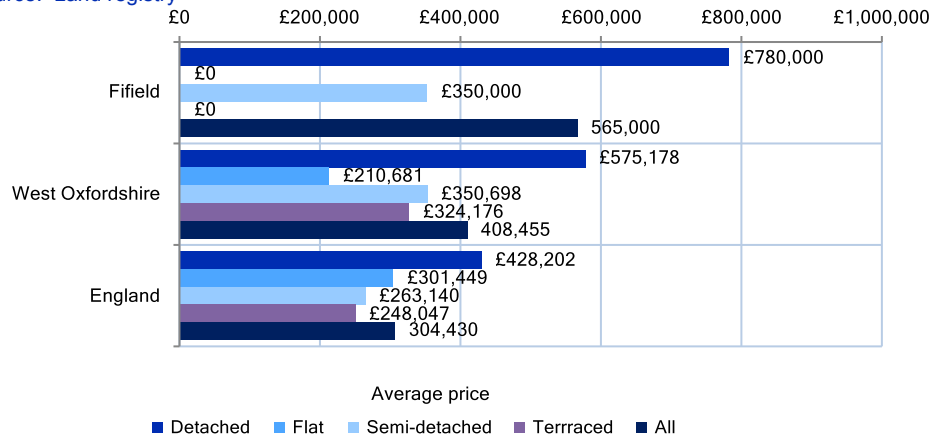 Land registry
£0 £200,000 £400,000 £600,000 £800,000 £1,000,000
£780,000
£0
Fifield £350,000
£0
565,000
£575,178
£210,681
West Oxfordshire £350,698
£324,176
408,455
£428,202
£301,449
England £263,140
£248,047
304,430
Average price
Detached Flat Semi-detached Terrraced All